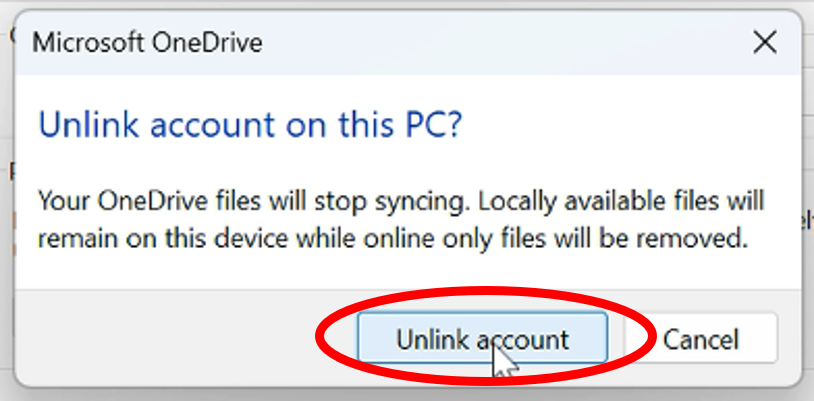 Microsoft OneDrive
Unlink account on this PC?
Your OneDrive files will stop syncing. Locally available files will
remain on this device while online only files will be removed.
Unlink account
Cancel